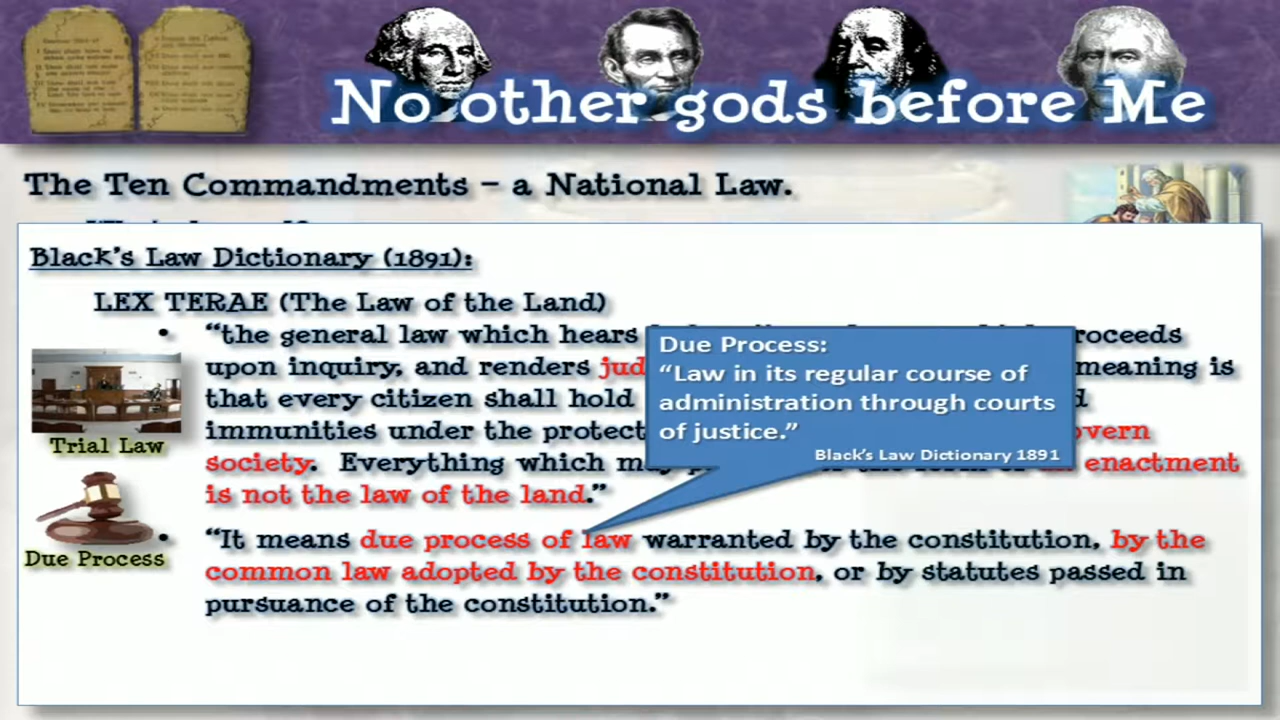 No other gods before Me
The Ten Commandments – a National Law.
Black's Law Dictionary (1891):
LEX TERAE (The Law of the Land)
• "the general law which hears roceeds
upon inquiry, and renders jud meaning is
that every citizen shall hold
immunities under the protect overn
society. Everything which enactment
is not the law of the land."
Due Process:
"Law in its regular course of
administration through courts
of justice."
Black's Law Dictionary 1891
Trial Law
Due Process
• "It means due process of law warranted by the constitution, by the
common law adopted by the constitution, or by statutes passed in
pursuance of the constitution."